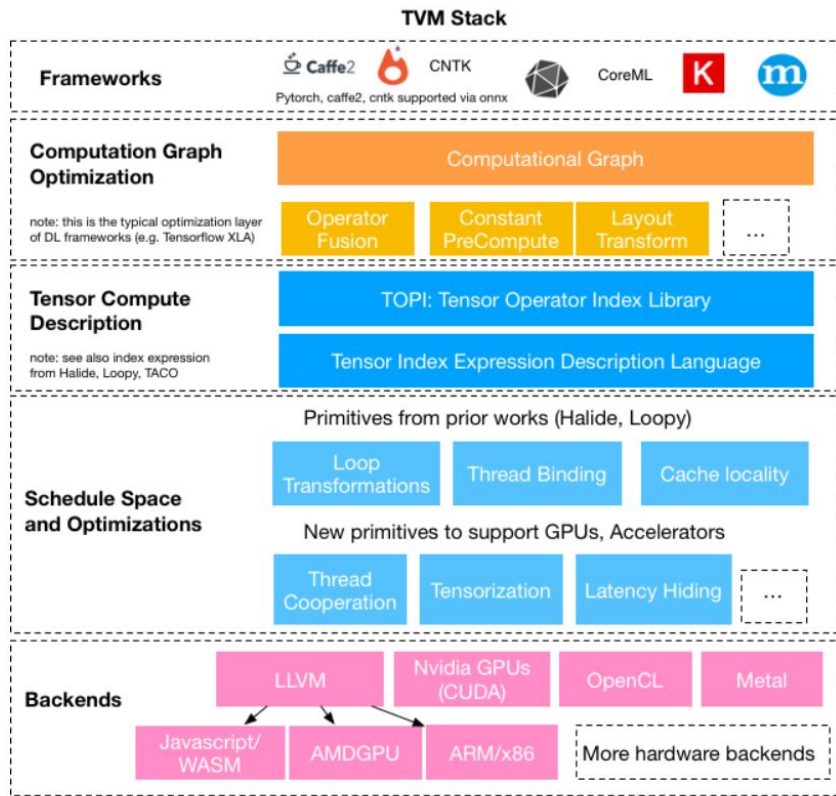 TVM Stack
Frameworks
Caffe2
CNTK
CoreML
K
m
Pytorch, caffe2, cntk supported via onnx
Computation Graph
Optimization
note: this is the typical optimization layer
of DL frameworks (e.g. Tensorflow XLA)
Computational Graph
Operator
Fusion
Constant
PreCompute
Layout
Transform
...
Tensor Compute
Description
note: see also index expression
from Halide, Loopy, TACO
TOPI: Tensor Operator Index Library
Tensor Index Expression Description Language
Schedule Space
and Optimizations
Primitives from prior works (Halide, Loopy)
Loop
Transformations
Thread Binding
Cache locality
New primitives to support GPUs, Accelerators
Thread
Cooperation
Tensorization
Latency Hiding
...
Backends
LLVM
Nvidia GPUs
(CUDA)
OpenCL
Metal
Javascript/
WASM
AMDGPU
ARM/x86
More hardware backends